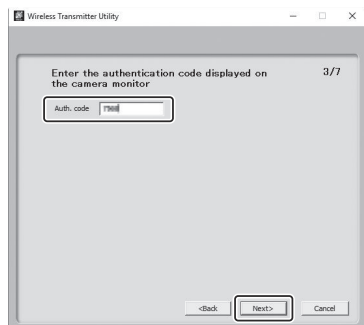 Wireless Transmitter Utility
Enter the authentication code displayed on 3/7
the camera monitor
Auth. code
<Back Next> Cancel